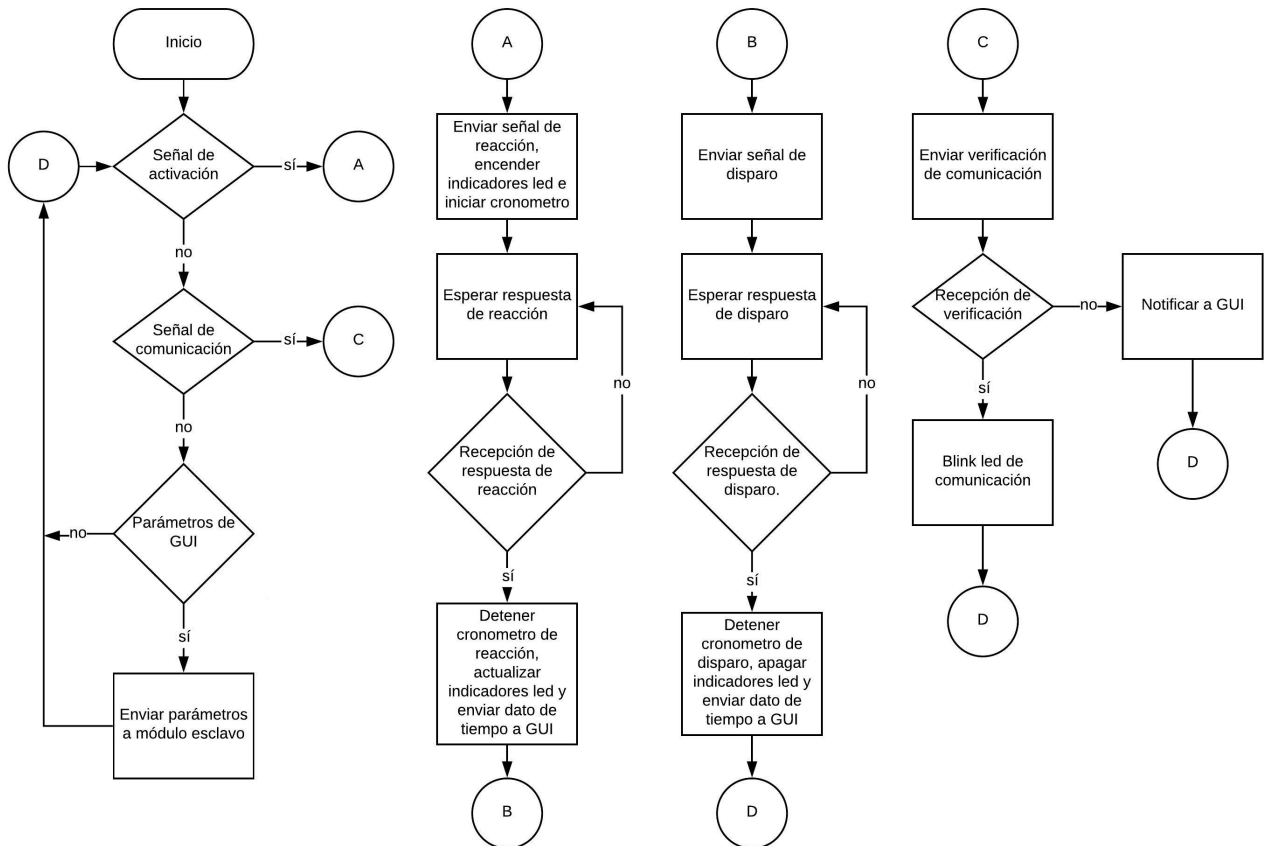 Inicio
D
Señal de
activación
sí
A
no
Señal de
comunicación
sí
C
no
Parámetros de
GUI
no
sí
Enviar parámetros
a módulo esclavo
A
Enviar señal de
reacción,
encender
indicadores led e
iniciar cronometro
Esperar respuesta
de reacción
no
Recepción de
respuesta de
reacción
sí
Detener
cronometro de
reacción,
actualizar
indicadores led y
enviar dato de
tiempo a GUI
B
B
Enviar señal de
disparo
Esperar respuesta
de disparo
no
Recepción de
respuesta de
disparo.
sí
Detener
cronometro de
disparo, apagar
indicadores led y
enviar dato de
tiempo a GUI
D
C
Enviar verificación
de comunicación
Recepción de
verificación
no
Notificar a GUI
D
sí
Blink led de
comunicación
D